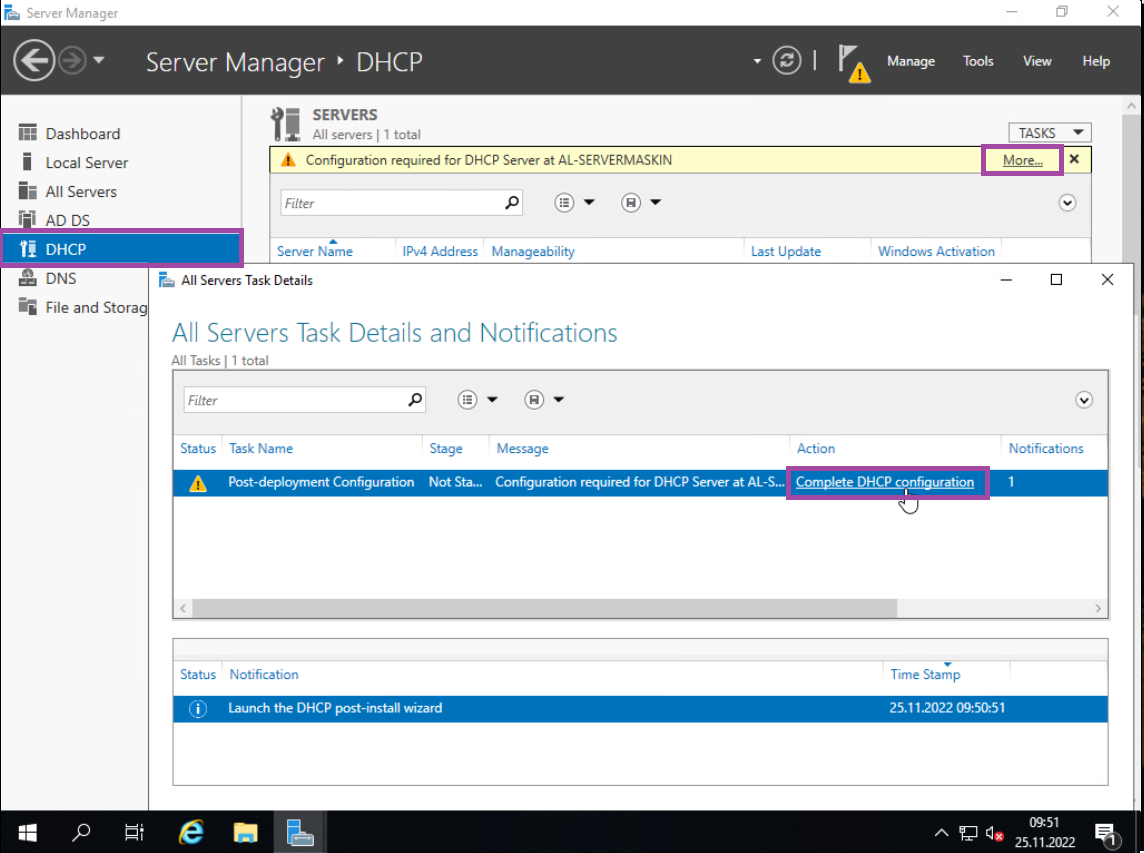 Server Manager
Server Manager ‣ DHCP
Manage Tools View Help
Dashboard
Local Server
All Servers
AD DS
DHCP
DNS
File and Storag
SERVERS
All servers | 1 total
TASKS
Configuration required for DHCP Server at AL-SERVERMASKIN
More...
Filter
Server Name IPv4 Address Manageability Last Update Windows Activation
All Servers Task Details
All Servers Task Details and Notifications
All Tasks | 1 total
Filter
Status Task Name Stage Message Action Notifications
Post-deployment Configuration Not Sta... Configuration required for DHCP Server at AL-S... Complete DHCP configuration 1
Status Notification Time Stamp
Launch the DHCP post-install wizard 25.11.2022 09:50:51
09:51
25.11.2022
1